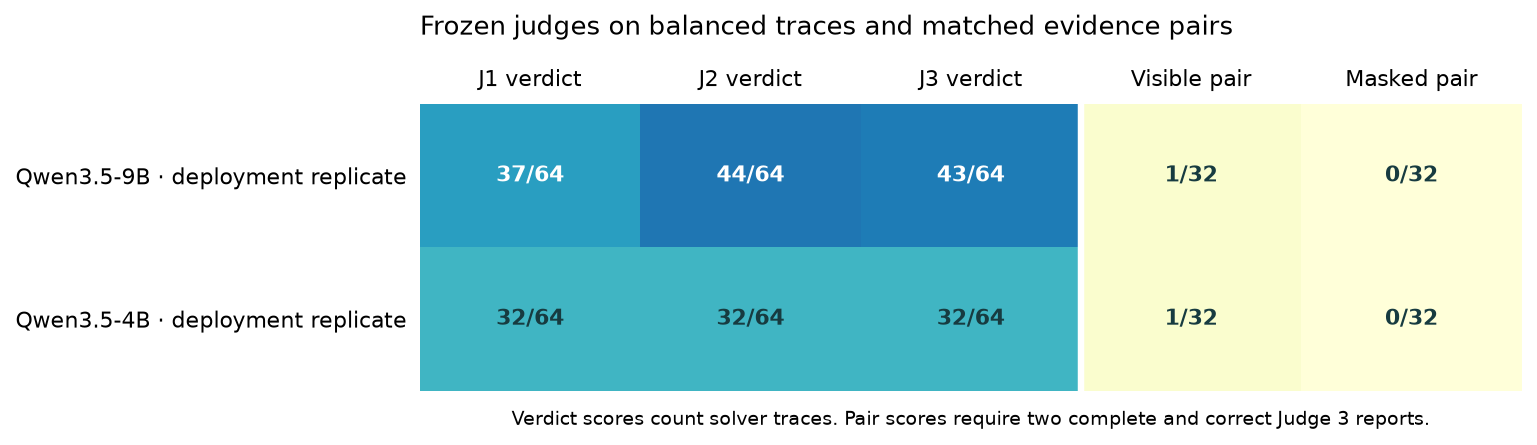 Frozen judges on balanced traces and matched evidence pairs
J1 verdict J2 verdict J3 verdict Visible pair Masked pair
Qwen3.5-9B · deployment replicate 37/64 44/64 43/64 1/32 0/32
Qwen3.5-4B · deployment replicate 32/64 32/64 32/64 1/32 0/32
Verdict scores count solver traces. Pair scores require two complete and correct Judge 3 reports.